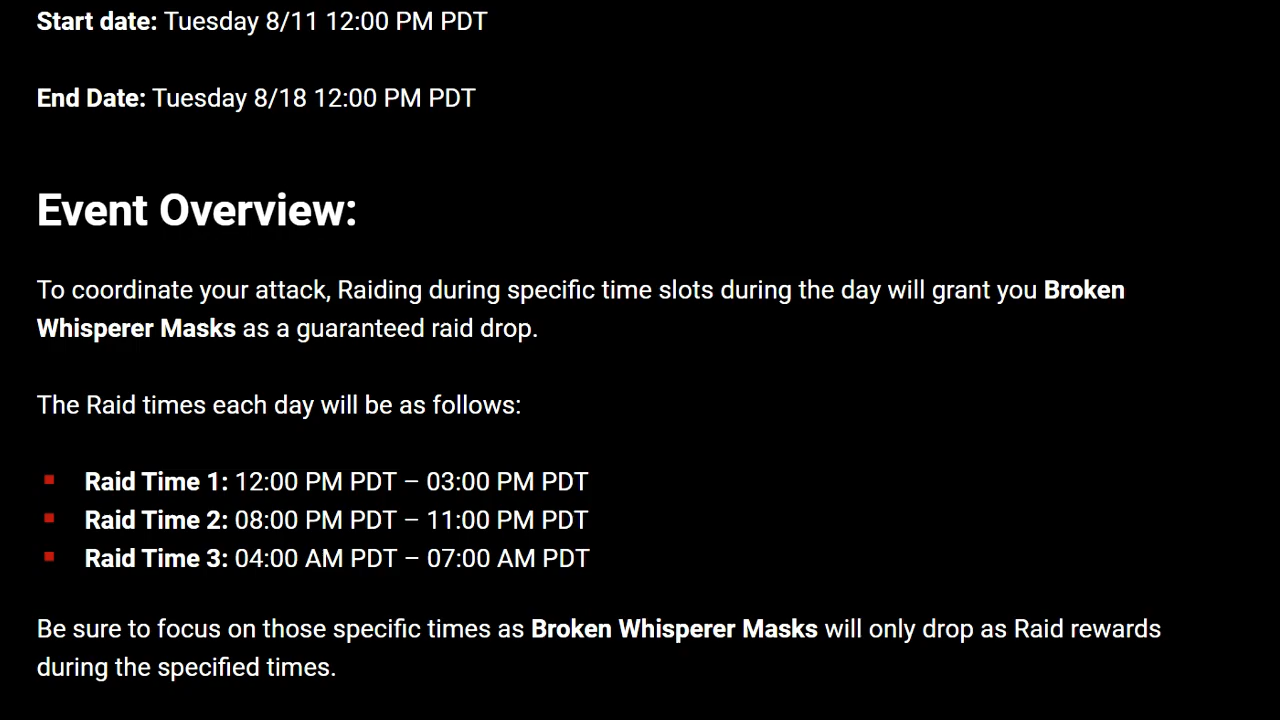 Start date: Tuesday 8/11 12:00 PM PDT
End Date: Tuesday 8/18 12:00 PM PDT
Event Overview:
To coordinate your attack, Raiding during specific time slots during the day will grant you Broken
Whisperer Masks as a guaranteed raid drop.
The Raid times each day will be as follows:
Raid Time 1: 12:00 PM PDT – 03:00 PM PDT
Raid Time 2: 08:00 PM PDT – 11:00 PM PDT
Raid Time 3: 04:00 AM PDT – 07:00 AM PDT
Be sure to focus on those specific times as Broken Whisperer Masks will only drop as Raid rewards
during the specified times.